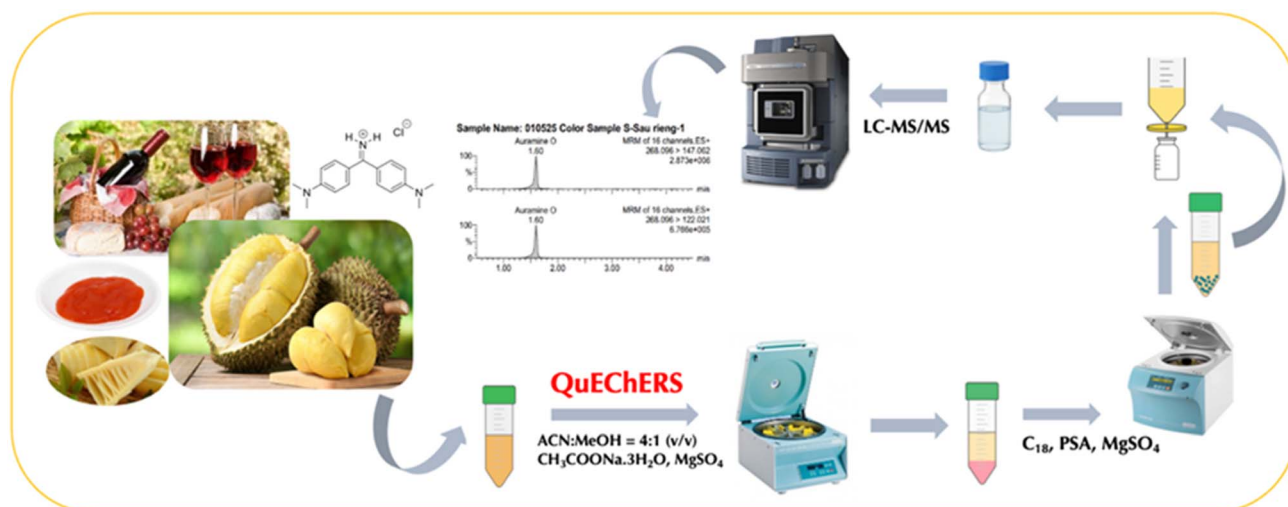 LC-MS/MS
Sample Name: 010525 Color Sample S-Sau rieng-1
Auramine O
1.60
MRM of 16 channels,ES+
268.096 > 147.062
2.873e+006
100
%
min
Auramine O
1.60
MRM of 16 channels,ES+
268.096 > 122.021
6.766e+005
100
%
1.00
2.00
3.00
4.00
min
H
H
N
⊕
Cl⊖
N
N
QuEChERS
ACN:MeOH = 4:1 (v/v)
CH₃COONa.3H₂O, MgSO₄
C₁₈, PSA, MgSO₄